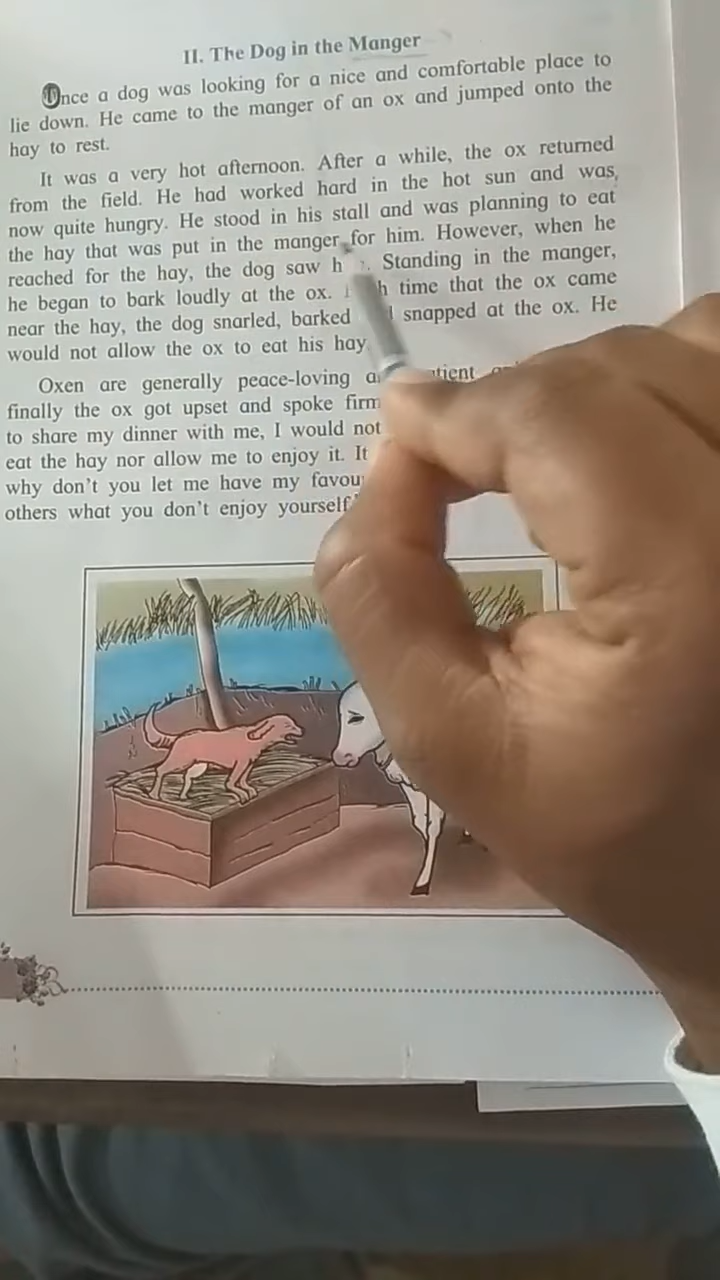 II. The Dog in the Manger
Once a dog was looking for a nice and comfortable place to
lie down. He came to the manger of an ox and jumped onto the
hay to rest.
It was a very hot afternoon. After a while, the ox returned
from the field. He had worked hard in the hot sun and was,
now quite hungry. He stood in his stall and was planning to eat
the hay that was put in the manger for him. However, when he
reached for the hay, the dog saw Standing in the manger,
he began to bark loudly at the ox. time that the ox came
near the hay, the dog snarled, barked snapped at the ox. He
would not allow the ox to eat his hay
Oxen are generally peace-loving
finally the ox got upset and spoke
to share my dinner with me, I would not
eat the hay nor allow me to enjoy it. It
why don't you let me have my
others what you don't enjoy yourself